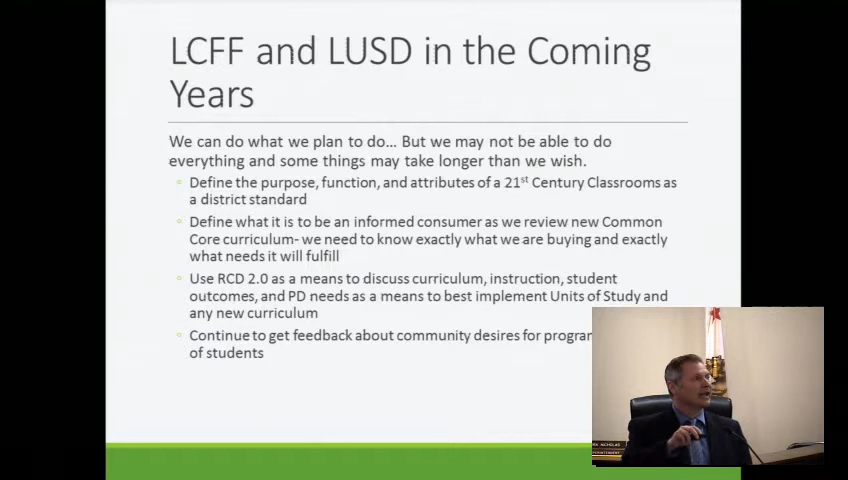 LCFF and LUSD in the Coming
Years
We can do what we plan to do... But we may not be able to do
everything and some things may take longer than we wish.
Define the purpose, function, and attributes of a 21st Century Classrooms as
a district standard
Define what it is to be an informed consumer as we review new Common
Core curriculum- we need to know exactly what we are buying and exactly
what needs it will fulfill
Use RCD 2.0 as a means to discuss curriculum, instruction, student
outcomes, and PD needs as a means to best implement Units of Study and
any new curriculum
Continue to get feedback about community desires for
of students
NICHOLAS